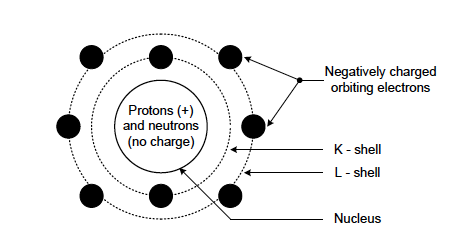 Protons (+)
and neutrons
(no charge)
Negatively charged
orbiting electrons
K - shell
L - shell
Nucleus